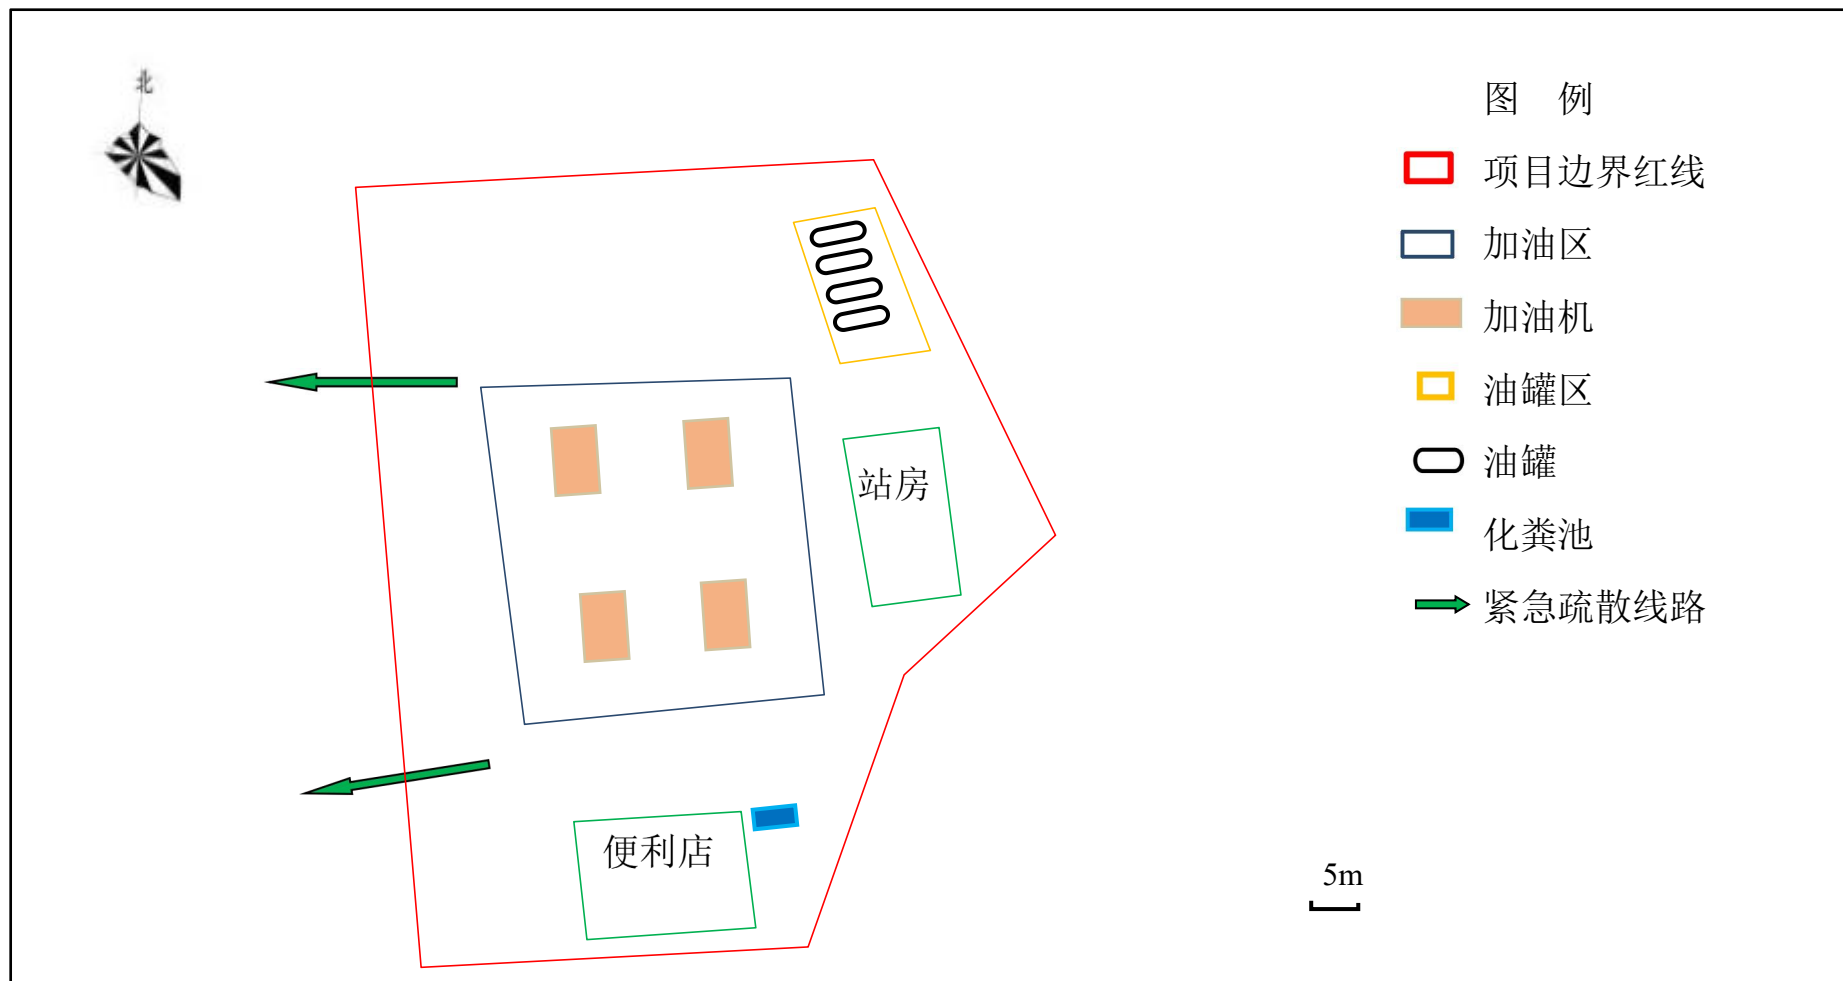 北
图 例
项目边界红线
加油区
加油机
油罐区
油罐
化粪池
紧急疏散线路
站房
便利店
5m